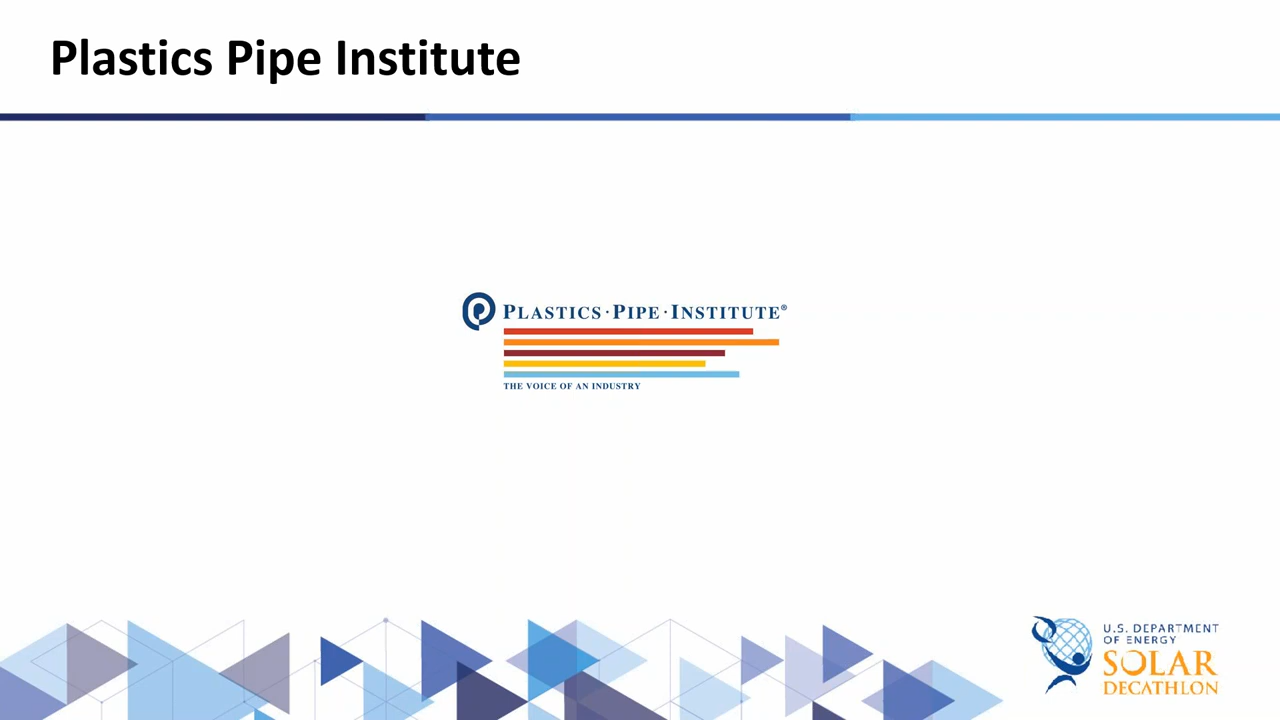 Plastics Pipe Institute
PLASTICS·PIPE·INSTITUTE®
THE VOICE OF AN INDUSTRY
U.S. DEPARTMENT
OF ENERGY
SOLAR
DECATHLON